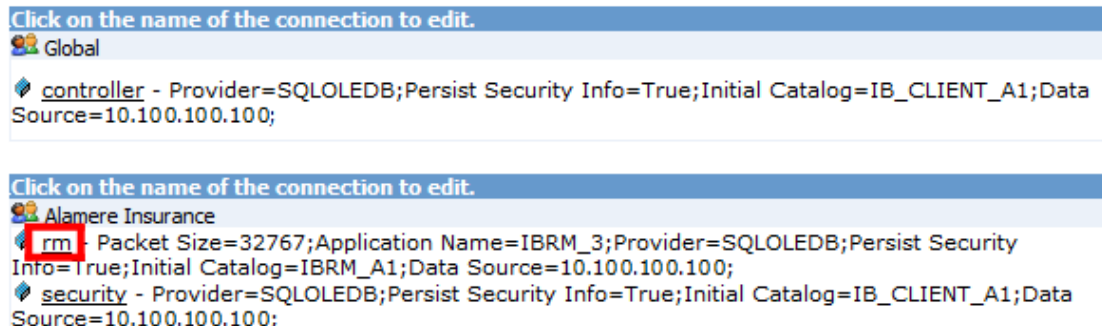 Click on the name of the connection to edit.
Global
controller - Provider=SQLOLEDB;Persist Security Info=True;Initial Catalog=IB_CLIENT_A1;Data
Source=10.100.100.100;
Click on the name of the connection to edit.
Alamere Insurance
rm - Packet Size=32767;Application Name=IBRM_3;Provider=SQLOLEDB;Persist Security
Info=True;Initial Catalog=IBRM_A1;Data Source=10.100.100.100;
security - Provider=SQLOLEDB;Persist Security Info=True;Initial Catalog=IB_CLIENT_A1;Data
Source=10.100.100.100;